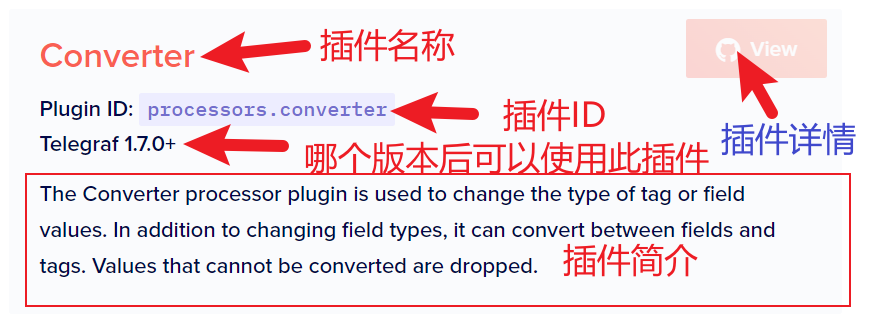 Converter
插件名称
View
Plugin ID: processors.converter
插件ID
插件详情
Telegraf 1.7.0+
哪个版本后可以使用此插件
The Converter processor plugin is used to change the type of tag or field
values. In addition to changing field types, it can convert between fields and
tags. Values that cannot be converted are dropped.
插件简介